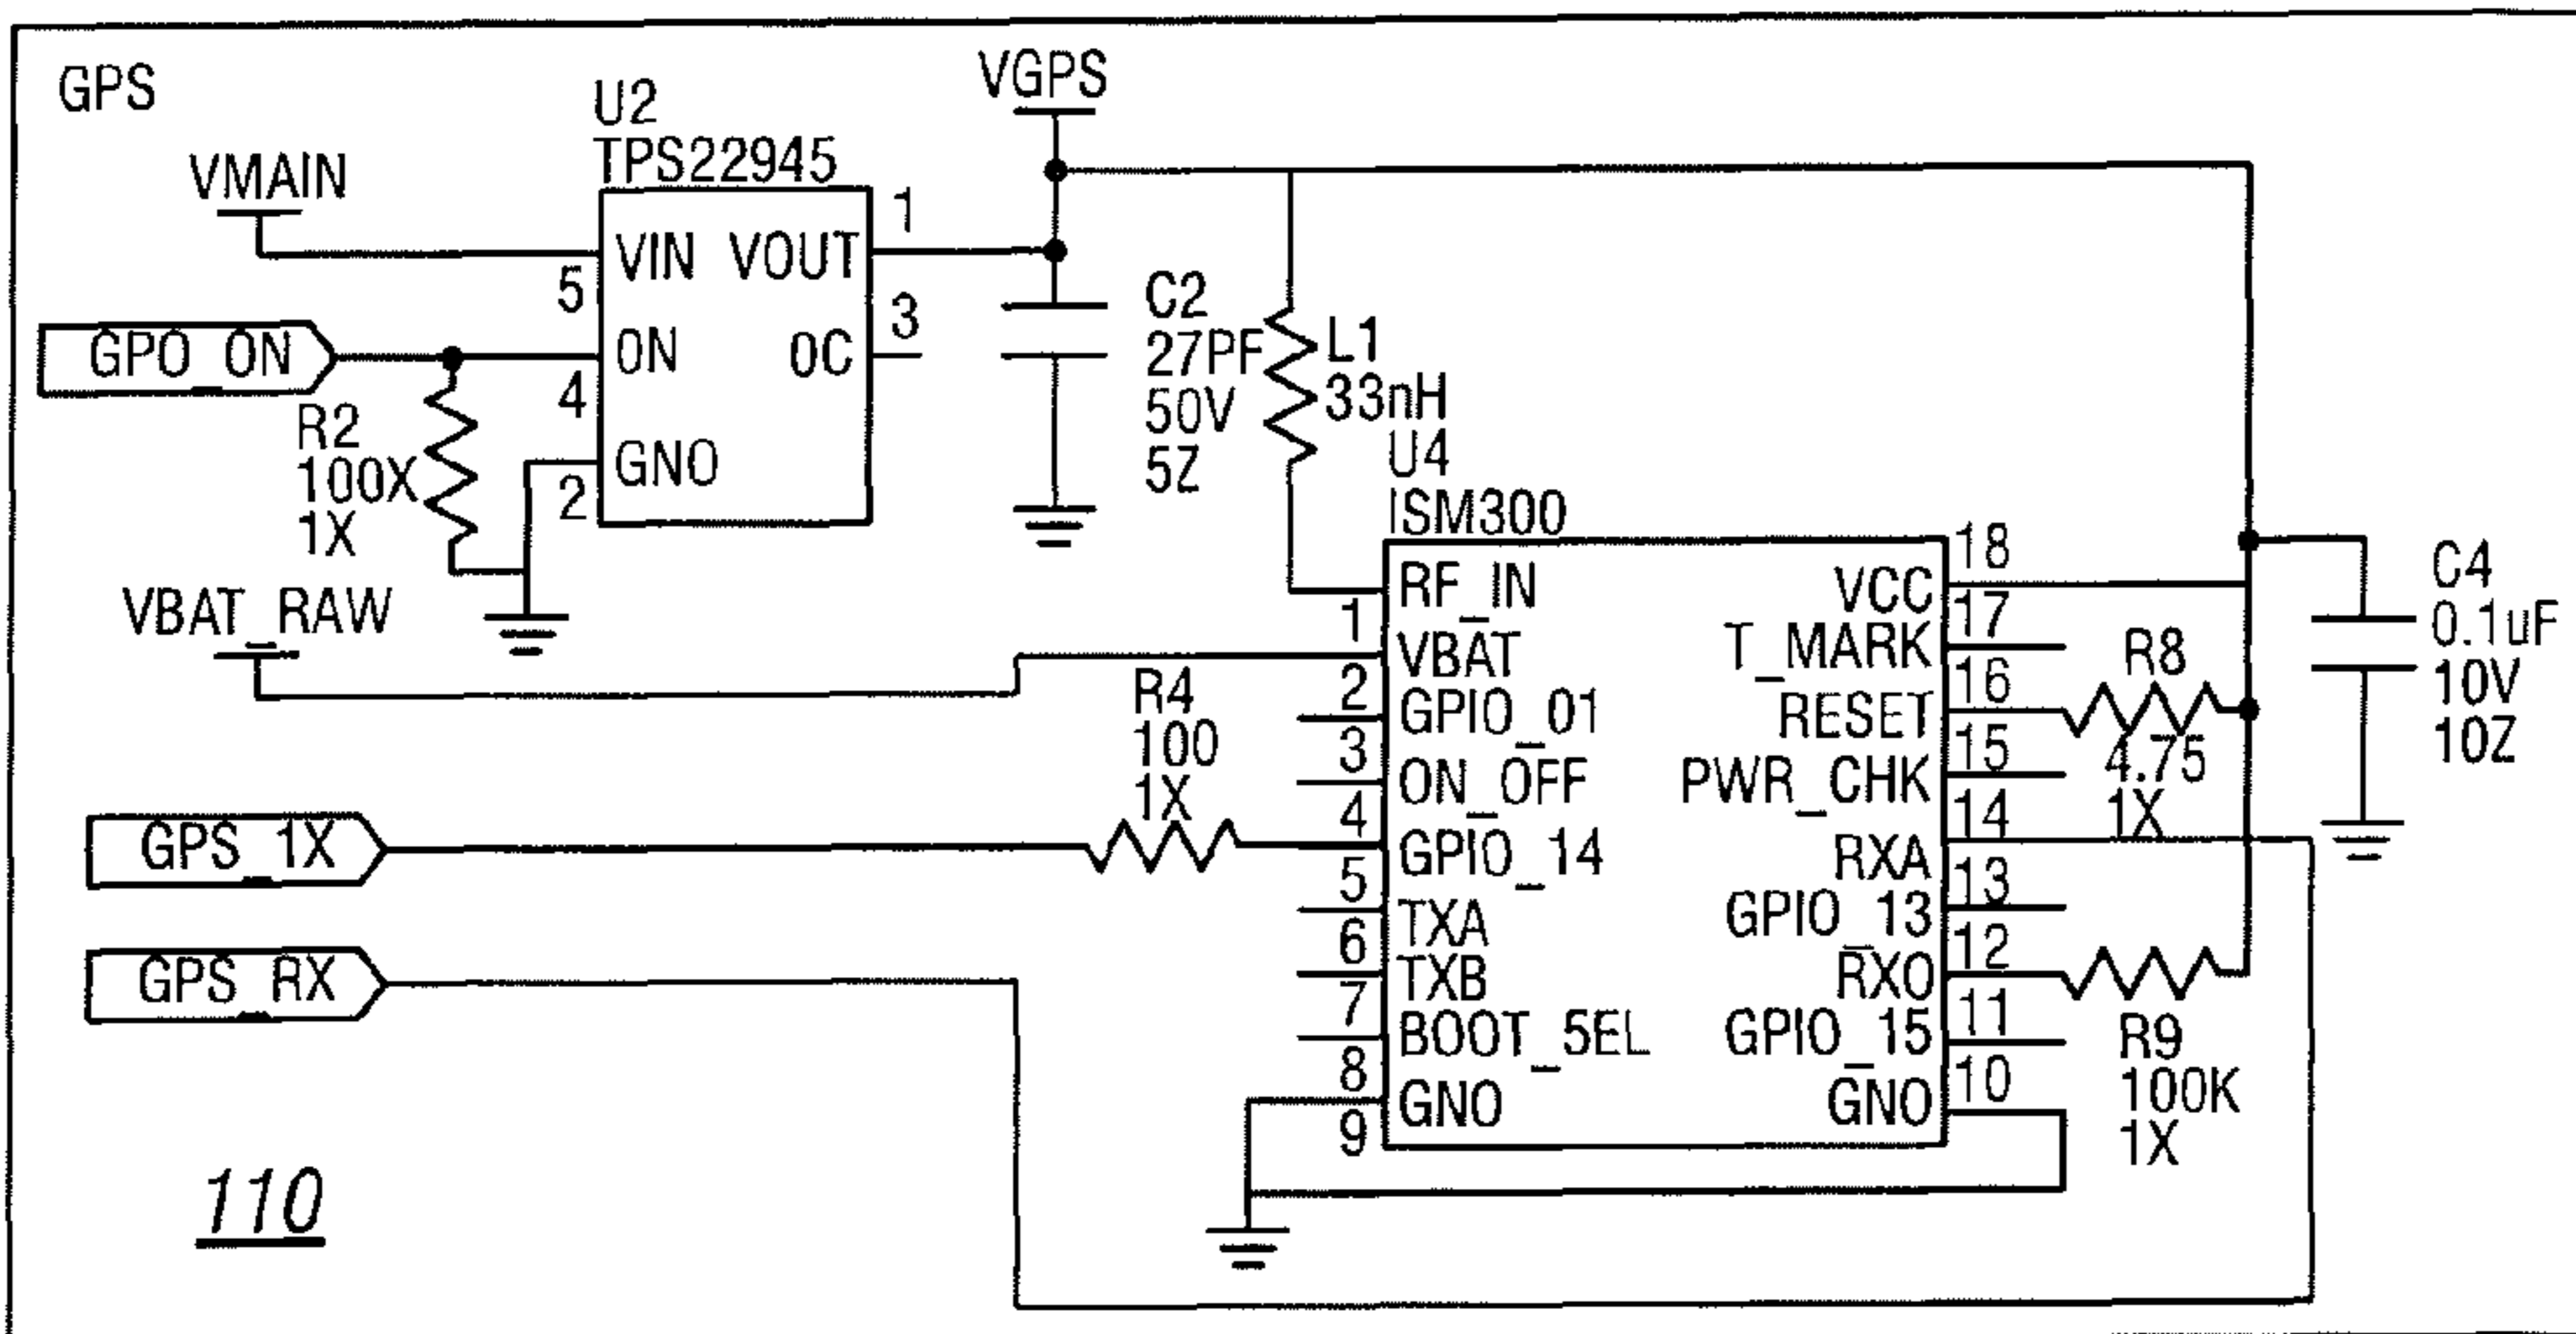 GPS
VMAIN
GPO_ON
R2
100X
1X
U2
TPS22945
VIN VOUT
ON OC
GNO
5
4
2
1
3
VGPS
C2
27PF
50V
5Z
L1
33nH
VBAT_RAW
GPS_1X
GPS_RX
R4
100
1X
U4
ISM300
RF_IN
VBAT
GPIO_01
ON_OFF
GPIO_14
TXA
TXB
BOOT_5EL
GNO
1
2
3
4
5
6
7
8
9
VCC
T_MARK
RESET
PWR_CHK
RXA
GPIO_13
RXO
GPIO_15
GNO
18
17
16
15
14
13
12
11
10
R8
4.75
1X
R9
100K
1X
C4
0.1uF
10V
10Z
110